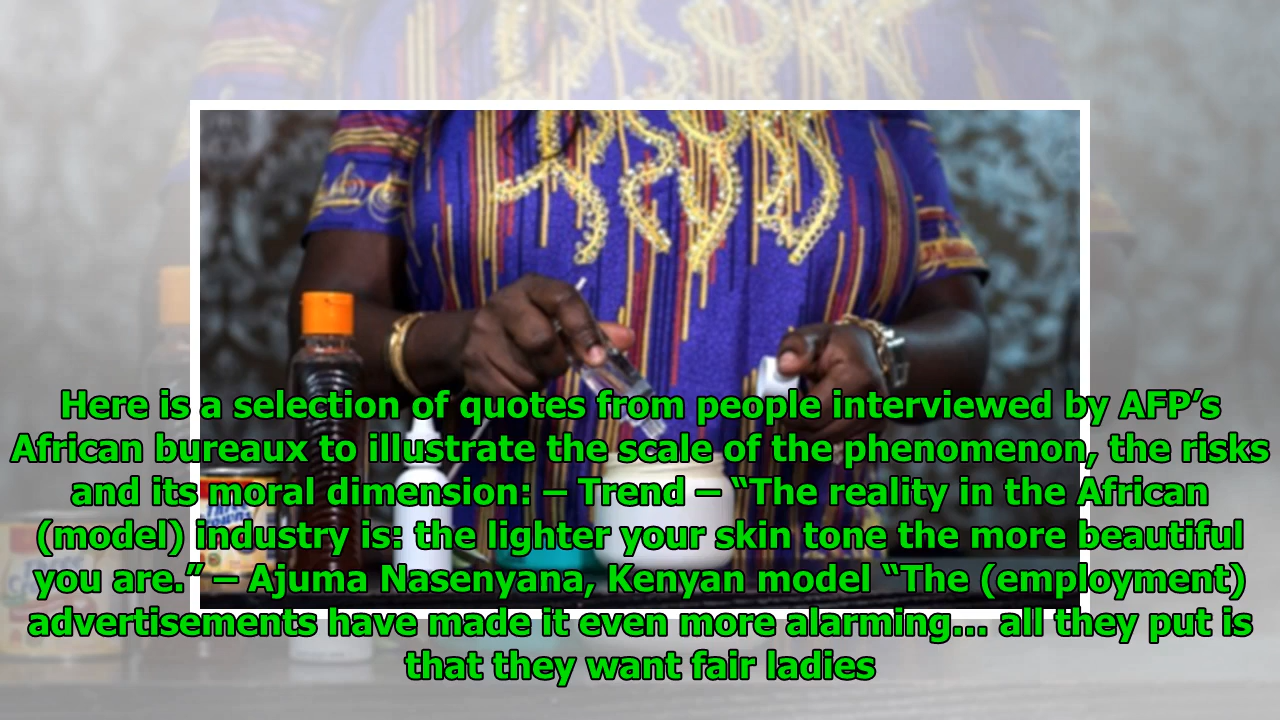 Here is a selection of quotes from people interviewed by AFP’s
African bureaux to illustrate the scale of the phenomenon, the risks
and its moral dimension: – Trend – “The reality in the African
(model) industry is: the lighter your skin tone the more beautiful
you are.” – Ajuma Nasenyana, Kenyan model “The (employment)
advertisements have made it even more alarming... all they put is
that they want fair ladies